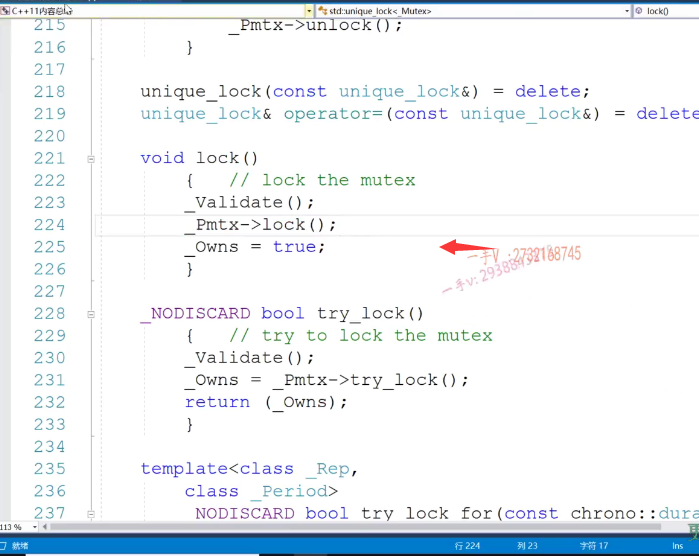 C++11内容总
std::unique_lock<_Mutex>
lock()
215 _Pmtx->unlock();
216 }
217
218 unique_lock(const unique_lock&) = delete;
219 unique_lock& operator=(const unique_lock&) = delete
220
221 void lock()
222 { // lock the mutex
223 _Validate();
224 _Pmtx->lock();
225 _Owns = true;
226 }
227
228 _NODISCARD bool try_lock()
229 { // try to lock the mutex
230 _Validate();
231 _Owns = _Pmtx->try_lock();
232 return (_Owns);
233 }
234
235 template<class _Rep,
236 class _Period>
237 _NODISCARD bool try_lock_for(const chrono::dura
一手V :2732168745
一手v:
113 %
就绪
行 224
列 23
字符 17
Ins